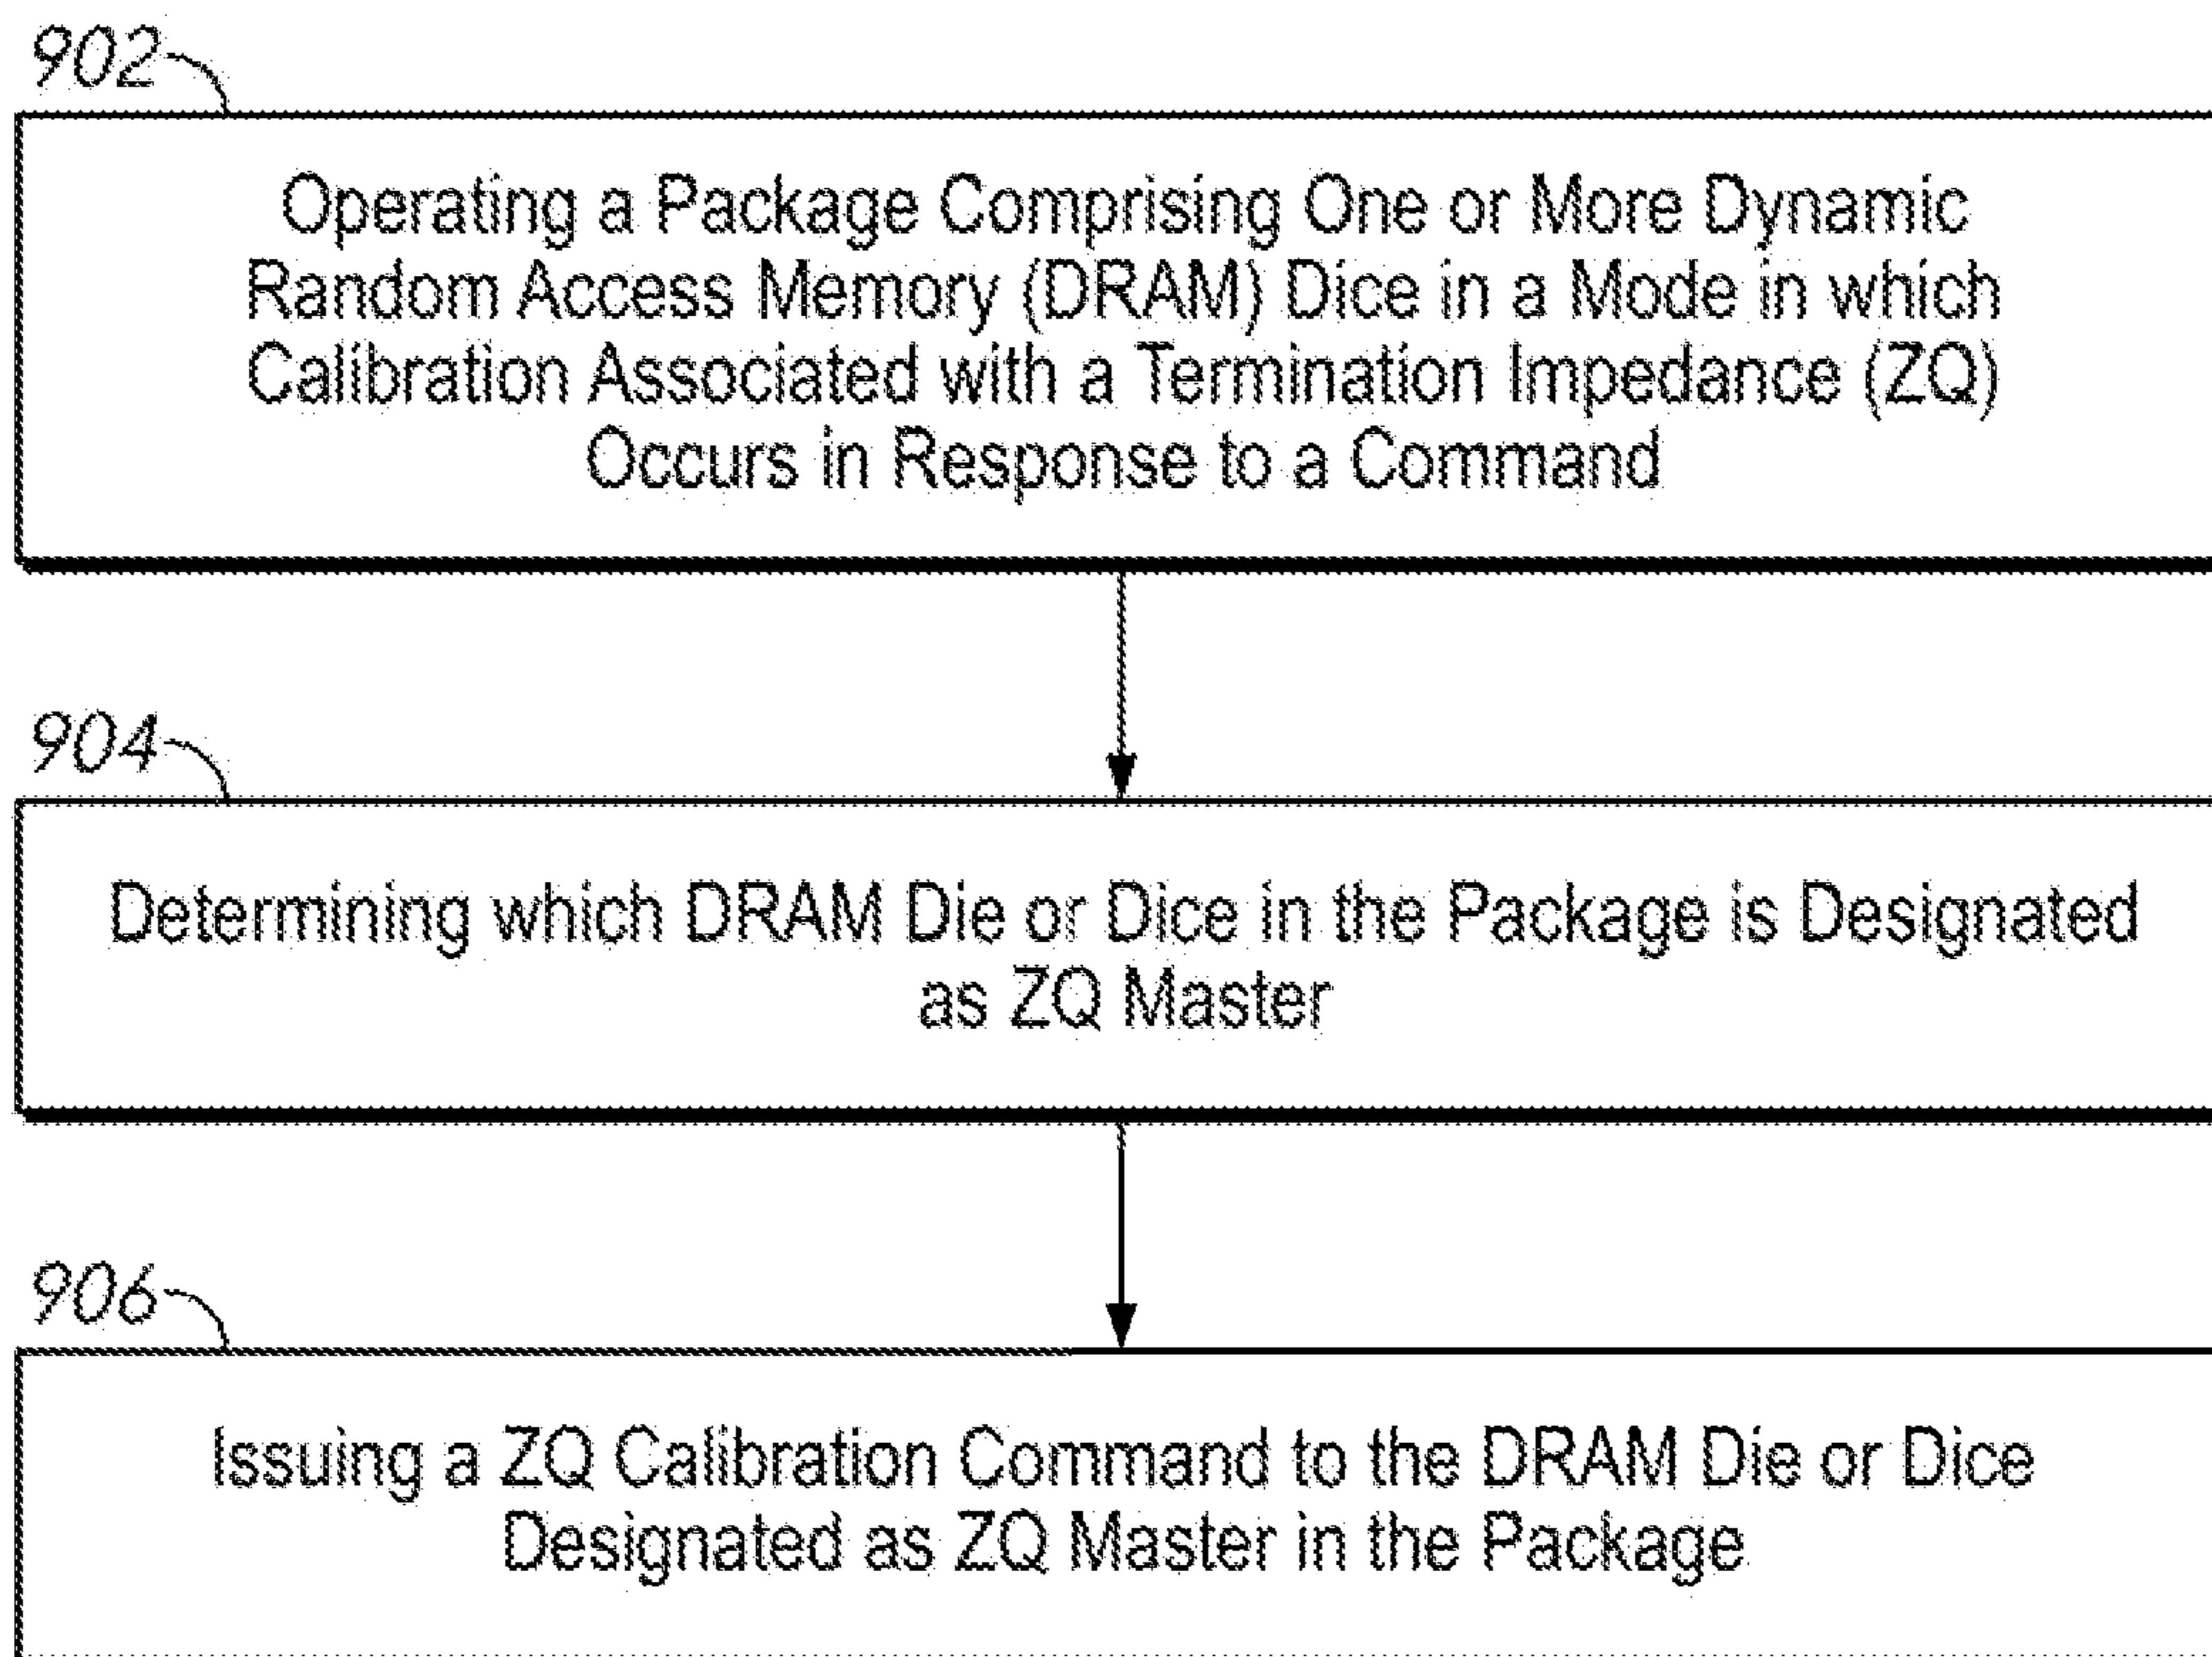 902
Operating a Package Comprising One or More Dynamic
Random Access Memory (DRAM) Dice in a Mode in which
Calibration Associated with a Termination Impedance (ZQ)
Occurs in Response to a Command
904
Determining which DRAM Die or Dice in the Package is Designated
as ZQ Master
906
Issuing a ZQ Calibration Command to the DRAM Die or Dice
Designated as ZQ Master in the Package